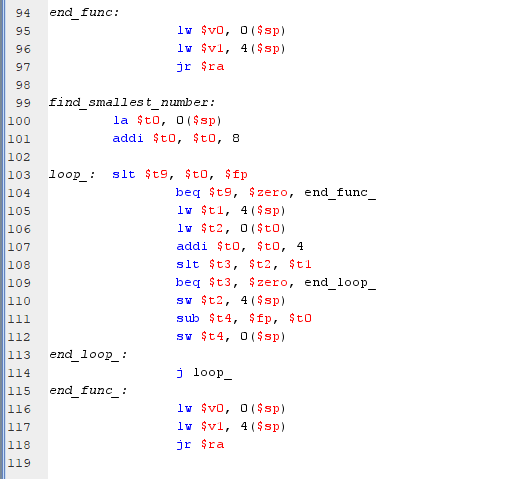 94 end_func:
95 lw $v0, 0($sp)
96 lw $v1, 4($sp)
97 jr $ra
98
99 find_smallest_number:
100 la $t0, 0($sp)
101 addi $t0, $t0, 8
102
103 loop_: slt $t9, $t0, $fp
104 beq $t9, $zero, end_func_
105 lw $t1, 4($sp)
106 lw $t2, 0($t0)
107 addi $t0, $t0, 4
108 slt $t3, $t2, $t1
109 beq $t3, $zero, end_loop_
110 sw $t2, 4($sp)
111 sub $t4, $fp, $t0
112 sw $t4, 0($sp)
113 end_loop_:
114 j loop_
115 end_func_:
116 lw $v0, 0($sp)
117 lw $v1, 4($sp)
118 jr $ra
119